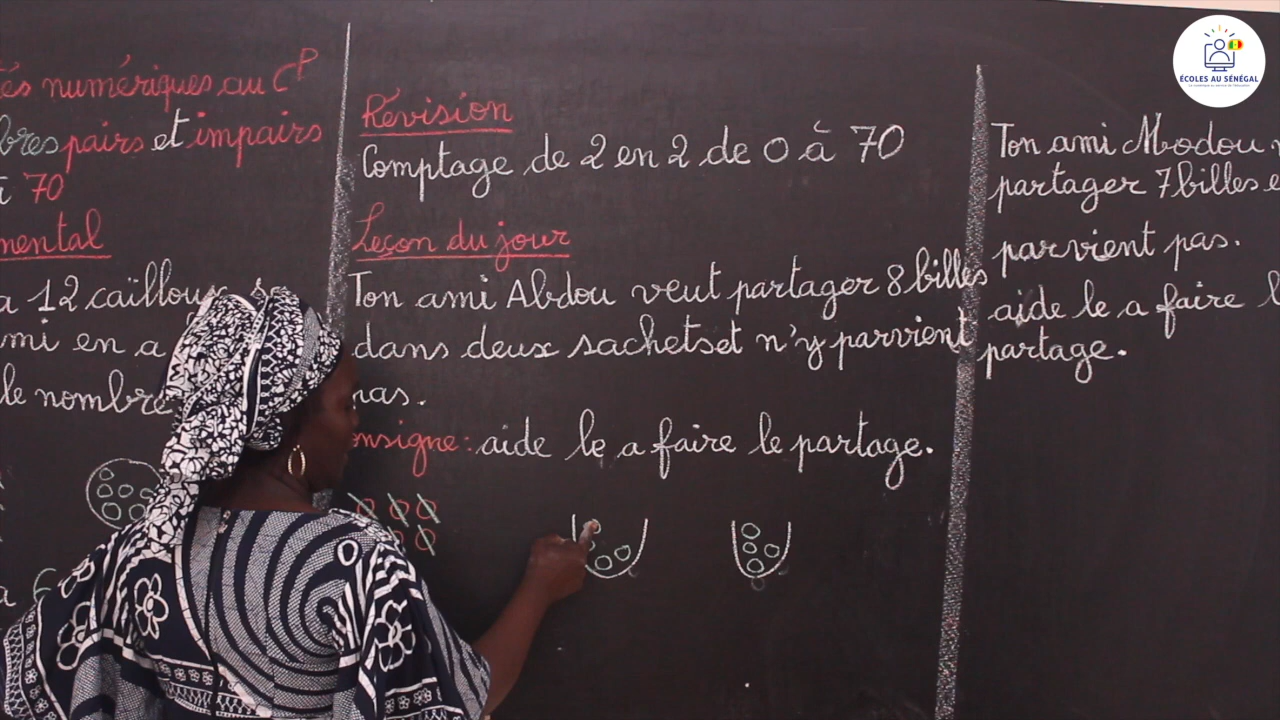 és numériques au CP
bres pairs et impairs
à 70
mental
a 12 cailloux, se
mi en a
le nombre
Révision
Comptage de 2 en 2 de 0 à 70
Leçon du jour
Ton ami Abdou veut partager 8 billes
dans deux sachets et n'y parvient
pas.
onsigne: aide le a faire le partage.
Ton ami Modou
partager 7 billes e
parvient pas.
aide le a faire l
partage.
ÉCOLES AU SÉNÉGAL